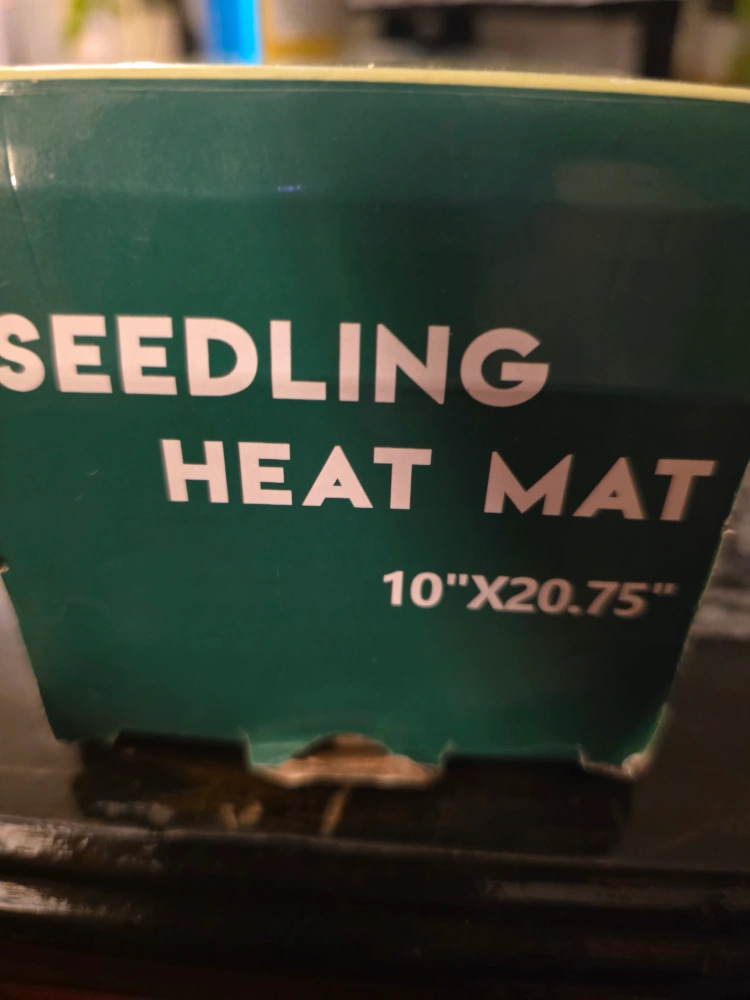 SEEDLING
HEAT MAT
10"X20.75"